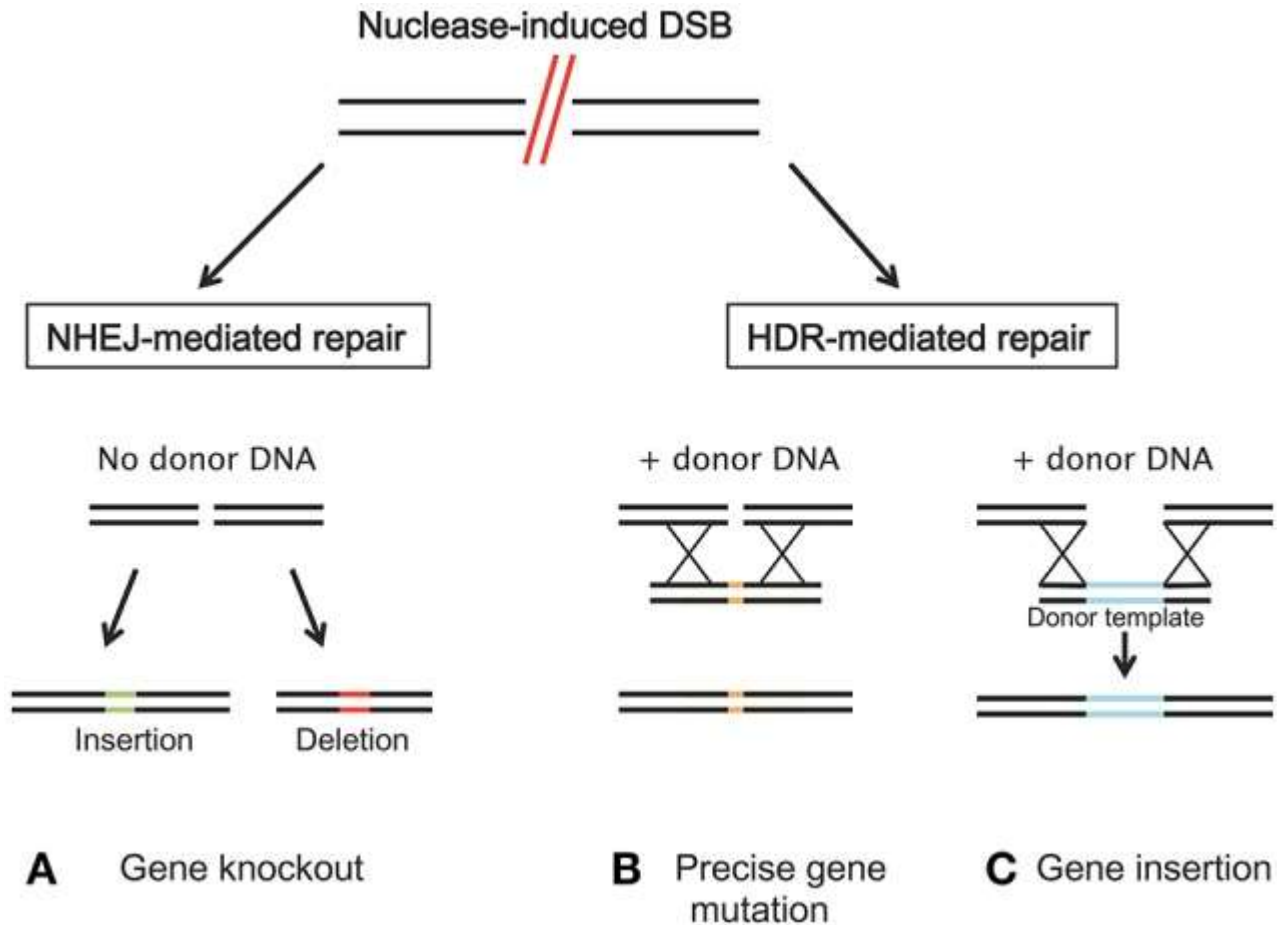 Nuclease-induced DSB
NHEJ-mediated repair
HDR-mediated repair
No donor DNA
+ donor DNA
+ donor DNA
Donor template
Insertion
Deletion
A Gene knockout
B Precise gene
mutation
C Gene insertion